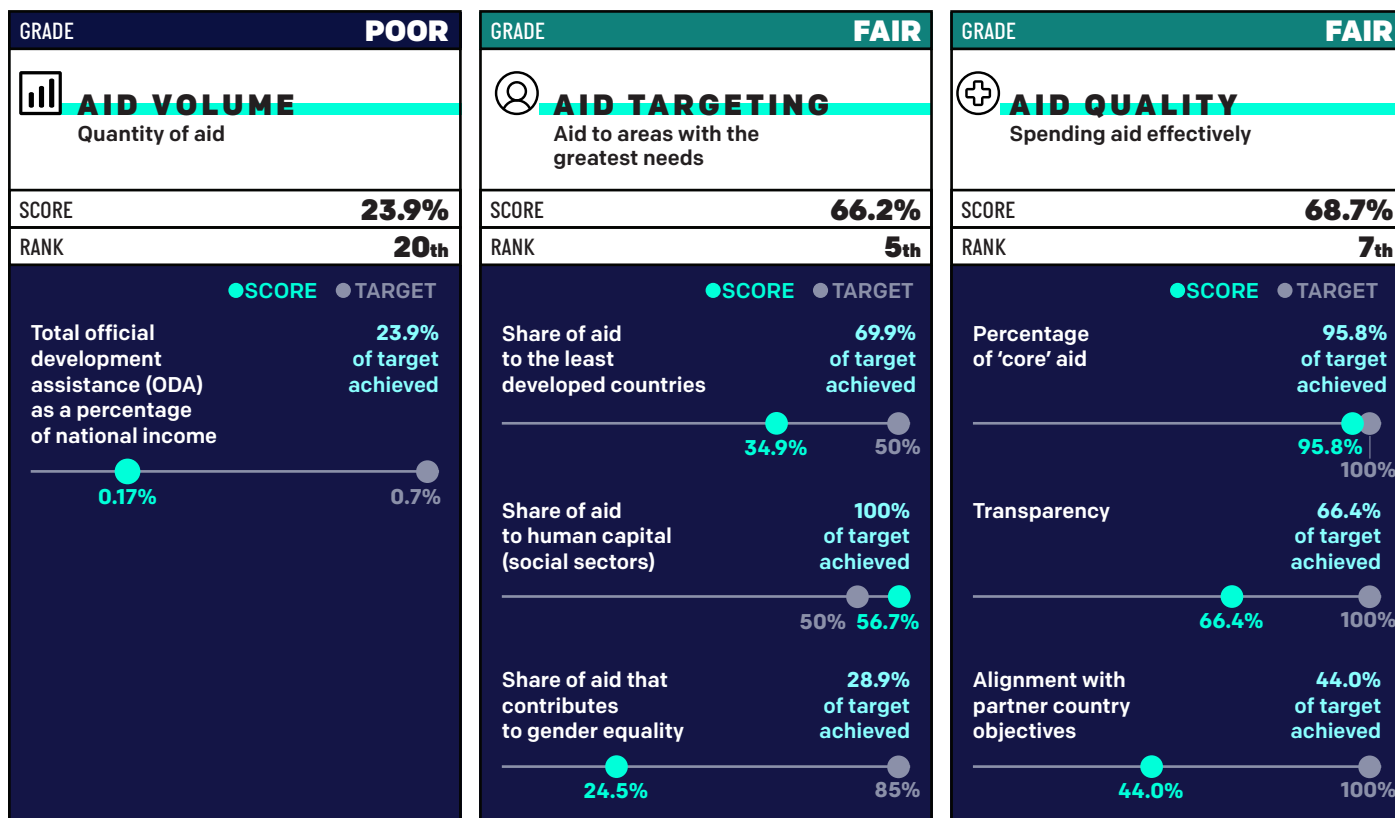 GRADE POOR
AID VOLUME
Quantity of aid
SCORE 23.9%
RANK 20th
SCORE TARGET
Total official 23.9%
development of target
assistance (ODA) achieved
as a percentage
of national income
0.17% 0.7%
GRADE FAIR
AID TARGETING
Aid to areas with the
greatest needs
SCORE 66.2%
RANK 5th
SCORE TARGET
Share of aid 69.9%
to the least of target
developed countries achieved
34.9% 50%
Share of aid 100%
to human capital of target
(social sectors) achieved
50% 56.7%
Share of aid that 28.9%
contributes of target
to gender equality achieved
24.5% 85%
GRADE FAIR
AID QUALITY
Spending aid effectively
SCORE 68.7%
RANK 7th
SCORE TARGET
Percentage 95.8%
of ‘core’ aid of target
achieved
95.8%
100%
Transparency 66.4%
of target
achieved
66.4% 100%
Alignment with 44.0%
partner country of target
objectives achieved
44.0% 100%